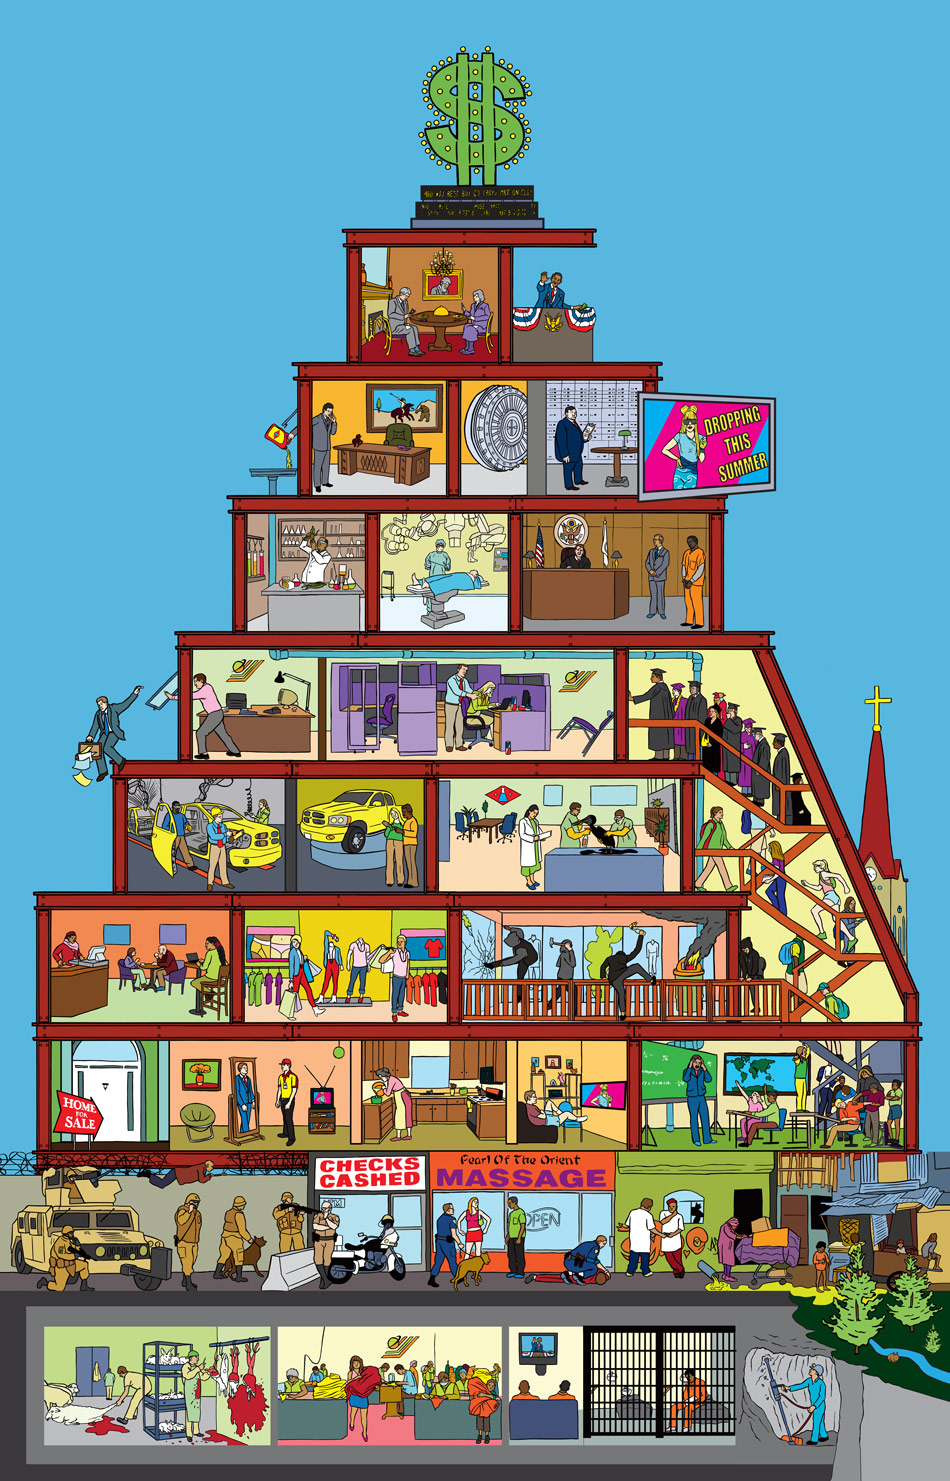 DROPPING
THIS
SUMMER
HOME
FOR
SALE
CHECKS
CASHED
Pearl Of The Orient
MASSAGE
OPEN